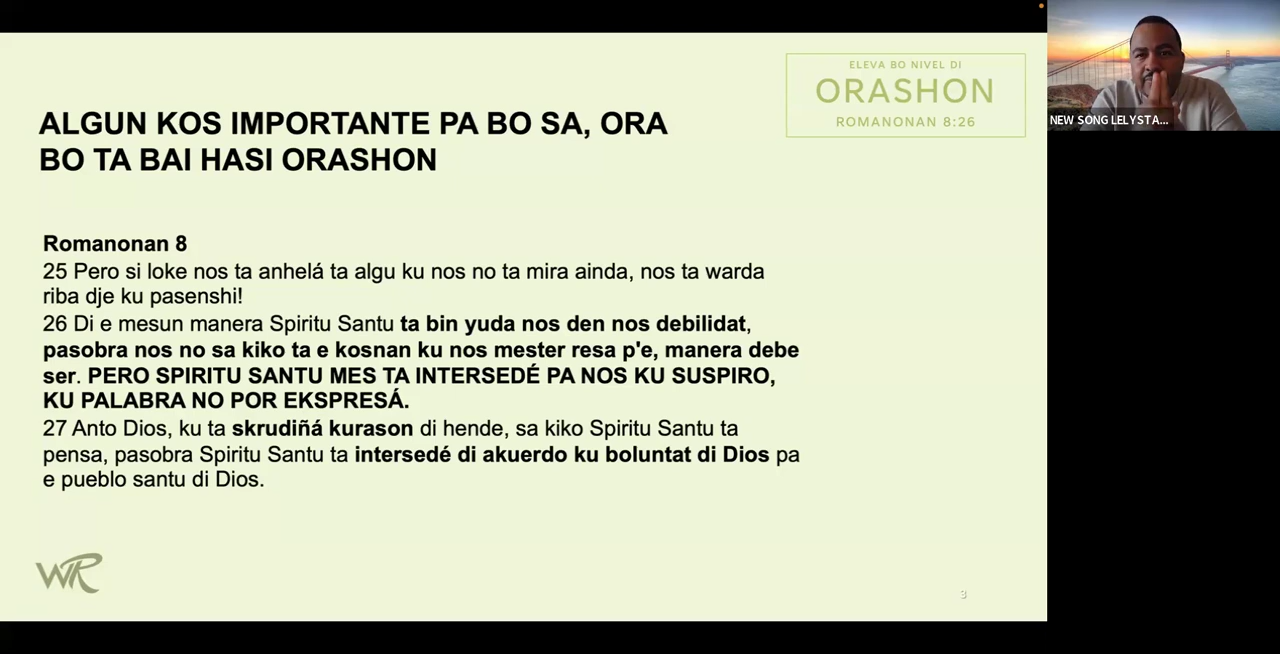 ELEVA BO NIVEL DI
ORASHON
ROMANONAN 8:26
ALGUN KOS IMPORTANTE PA BO SA, ORA
BO TA BAI HASI ORASHON
Romanonan 8
25 Pero si loke nos ta anhelá ta algu ku nos no ta mira ainda, nos ta warda
riba dje ku pasenshi!
26 Di e mesun manera Spiritu Santu ta bin yuda nos den nos debilidat,
pasobra nos no sa kiko ta e kosnan ku nos mester resa p'e, manera debe
ser. PERO SPIRITU SANTU MES TA INTERSEDÉ PA NOS KU SUSPIRO,
KU PALABRA NO POR EKSPRESÁ.
27 Anto Dios, ku ta skrudiñá kurason di hende, sa kiko Spiritu Santu ta
pensa, pasobra Spiritu Santu ta intersedé di akuerdo ku boluntat di Dios pa
e pueblo santu di Dios.
WR
3
NEW SONG LELYSTA...